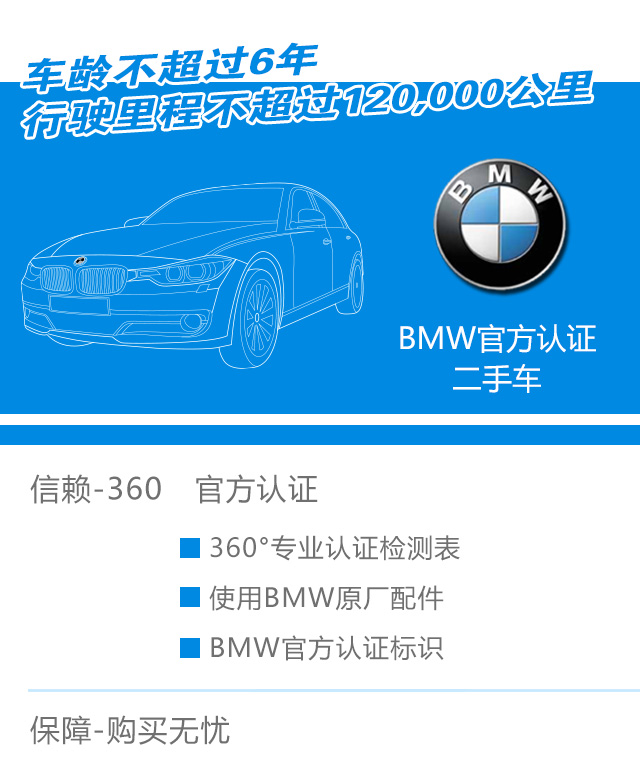 车龄不超过6年
行驶里程不超过120,000公里
BMW
BMW官方认证
二手车
信赖-360 官方认证
360°专业认证检测表
使用BMW原厂配件
BMW官方认证标识
保障-购买无忧